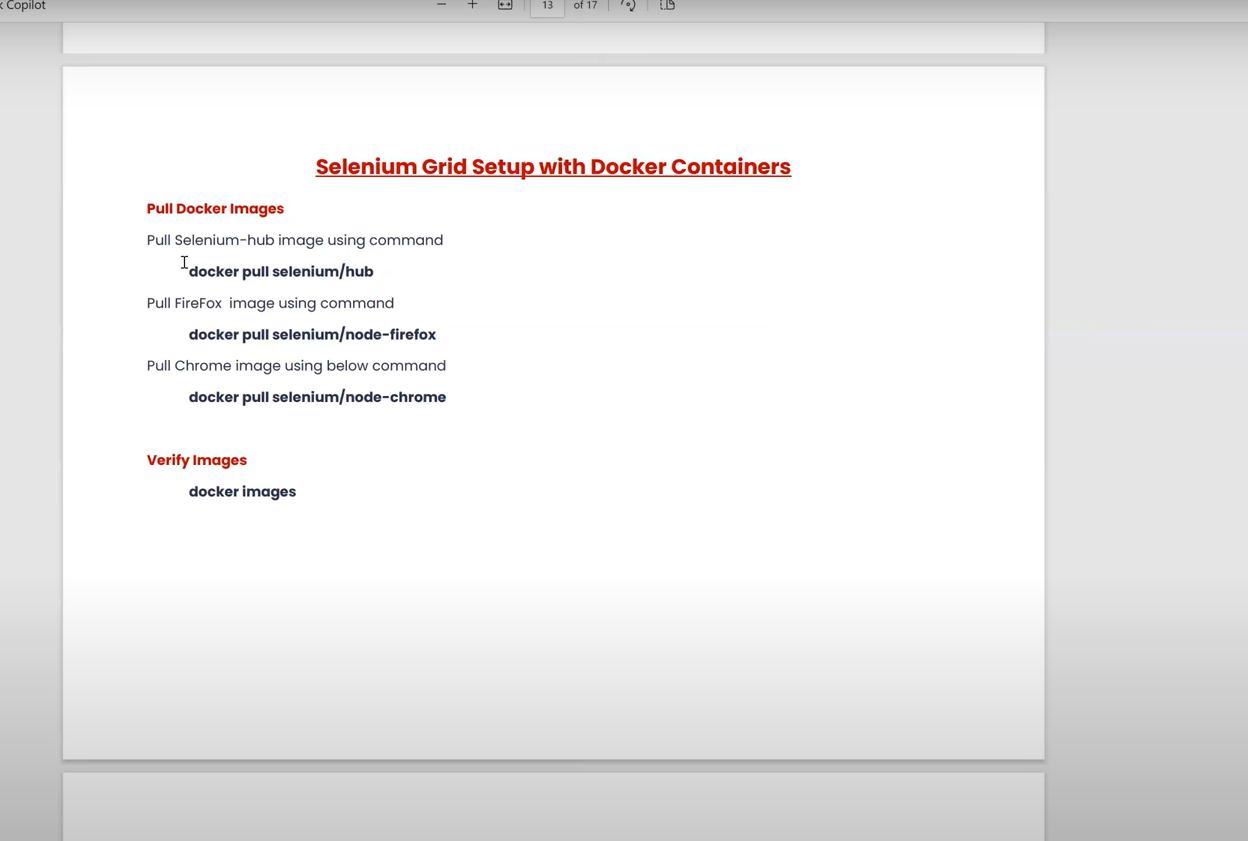 Copilot
13 of 17
Selenium Grid Setup with Docker Containers
Pull Docker Images
Pull Selenium-hub image using command
docker pull selenium/hub
Pull FireFox  image using command
docker pull selenium/node-firefox
Pull Chrome image using below command
docker pull selenium/node-chrome
Verify Images
docker images